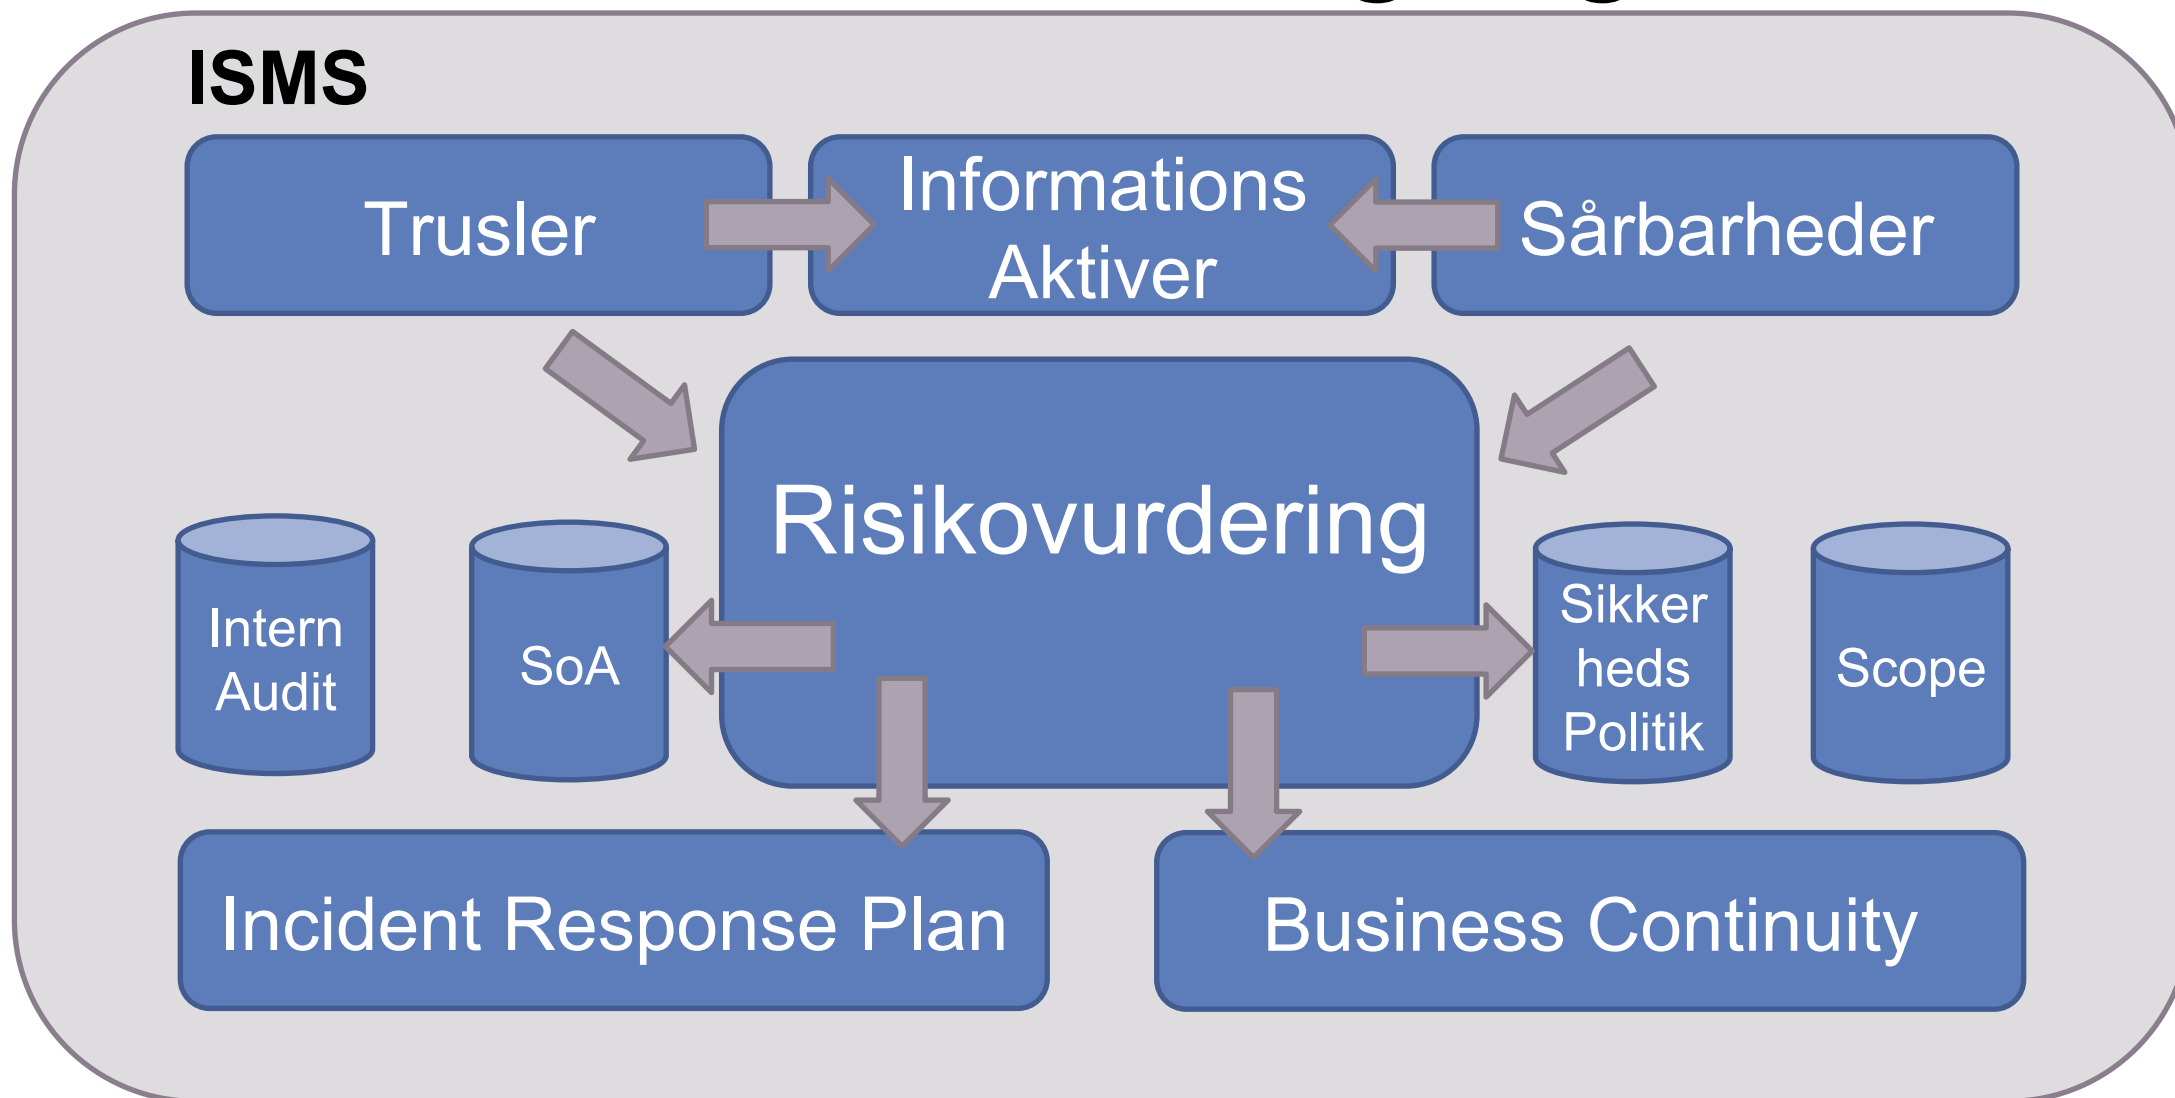 ISMS
Trusler
Informations
Aktiver
Sårbarheder
Risikovurdering
Intern
Audit
SoA
Sikker
heds
Politik
Scope
Incident Response Plan
Business Continuity